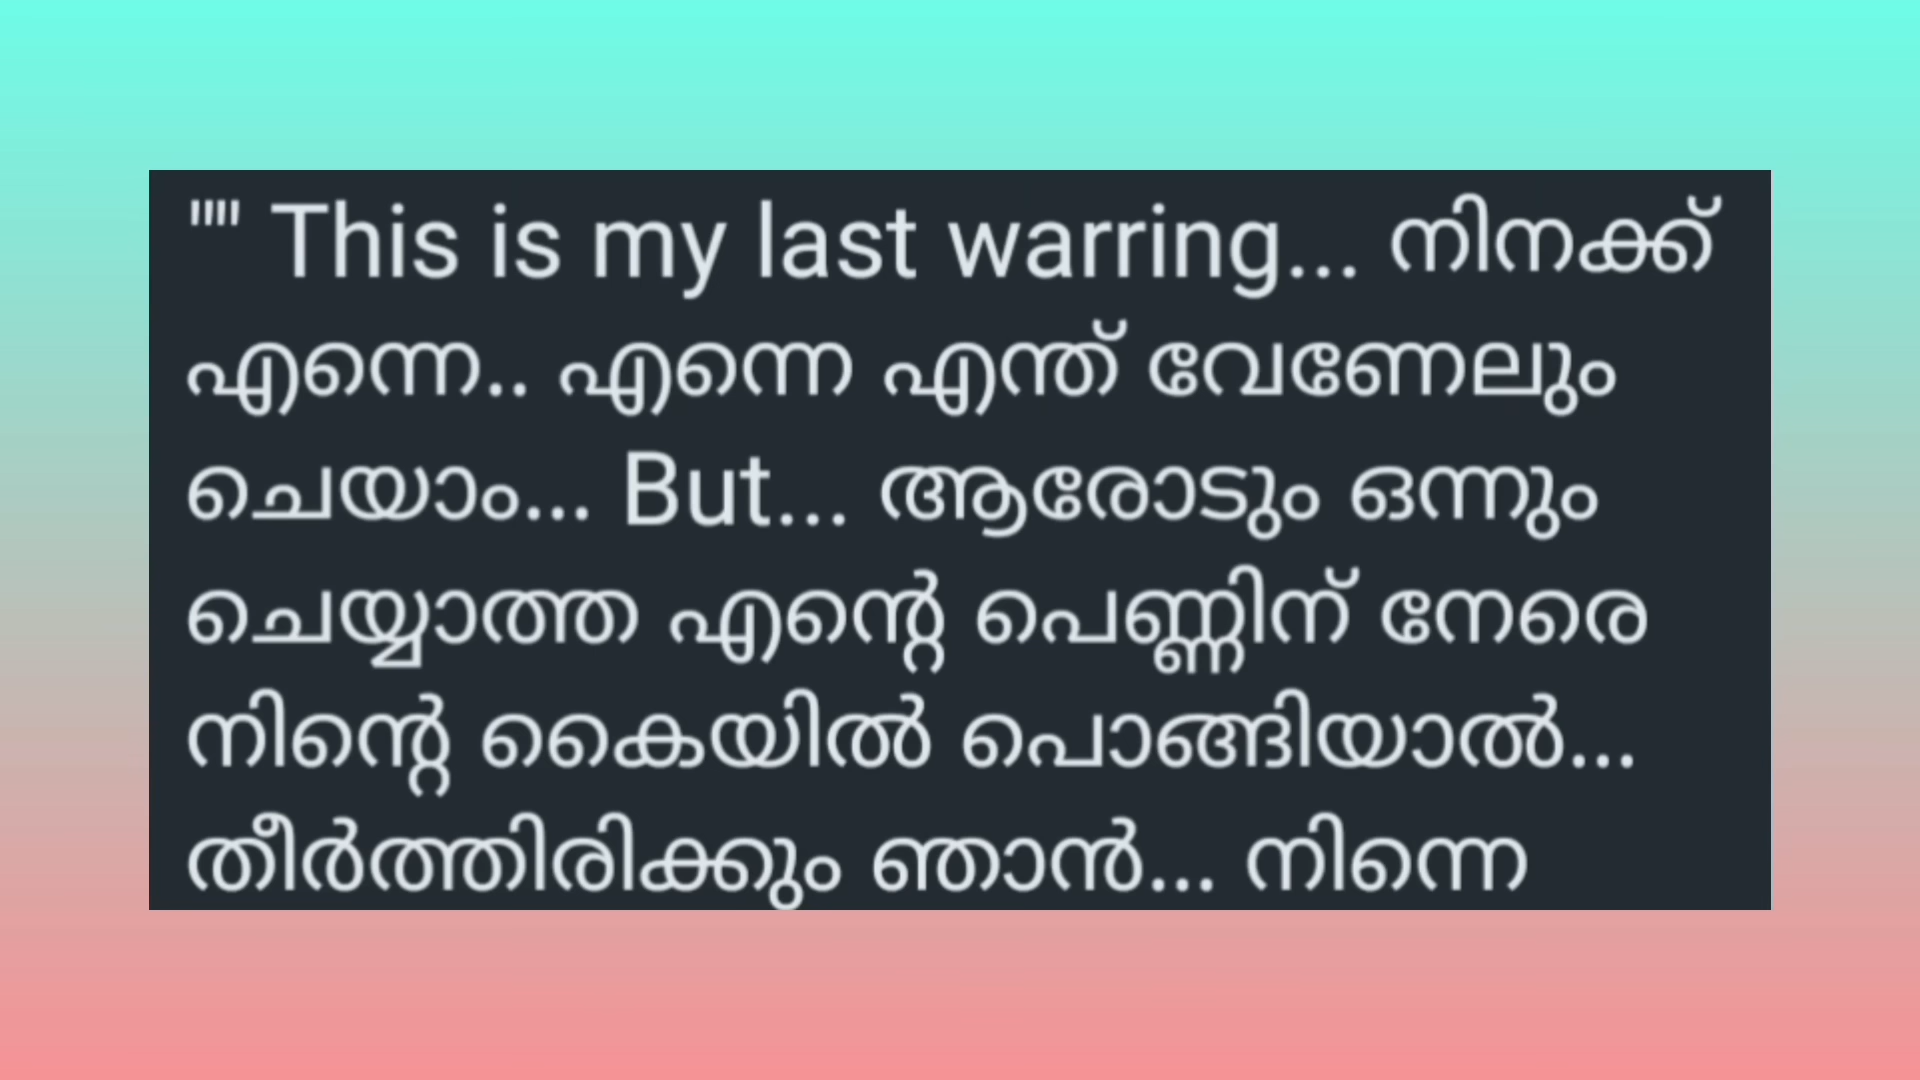 "''' This is my last warring... നിനക്ക്
എന്നെ.. എന്നെ എന്ത് വേണേലും
ചെയാം... But... ആരോടും ഒന്നും
ചെയ്യാത്ത എന്റെ പെണ്ണിന് നേരെ
നിന്റെ കൈയിൽ പൊങ്ങിയാൽ...
തീർത്തിരിക്കും ഞാൻ... നിന്നെ